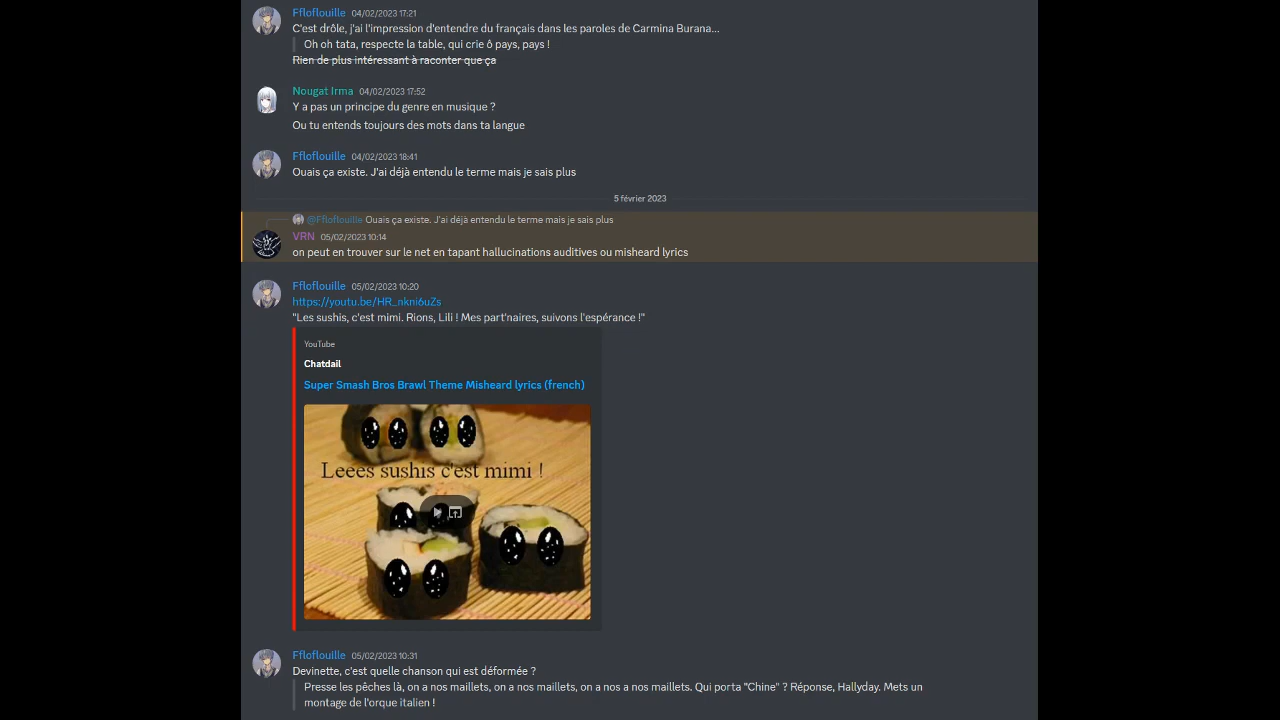 Ffloflouille 04/02/2023 17:21
C'est drôle, j'ai l'impression d'entendre du français dans les paroles de Carmina Burana...
Oh oh tata, respecte la table, qui crie ô pays, pays !
Rien de plus intéressant à raconter que ça
Nougat Irma 04/02/2023 17:52
Y a pas un principe du genre en musique ?
Ou tu entends toujours des mots dans ta langue
Ffloflouille 04/02/2023 18:41
Ouais ça existe. J'ai déjà entendu le terme mais je sais plus
5 février 2023
@Ffloflouille Ouais ça existe. J'ai déjà entendu le terme mais je sais plus
VRN 05/02/2023 10:14
on peut en trouver sur le net en tapant hallucinations auditives ou misheard lyrics
Ffloflouille 05/02/2023 10:20
https://youtu.be/HR_nkni6uZs
"Les sushis, c'est mimi. Rions, Lili ! Mes part'naires, suivons l'espérance !"
YouTube
Chatdail
Super Smash Bros Brawl Theme Misheard lyrics (french)
Leees sushis c'est mimi !
Ffloflouille 05/02/2023 10:31
Devinette, c'est quelle chanson qui est déformée ?
Presse les pêches là, on a nos maillets, on a nos maillets, on a nos a nos maillets. Qui porta "Chine" ? Réponse, Hallyday. Mets un
montage de l'orque italien !